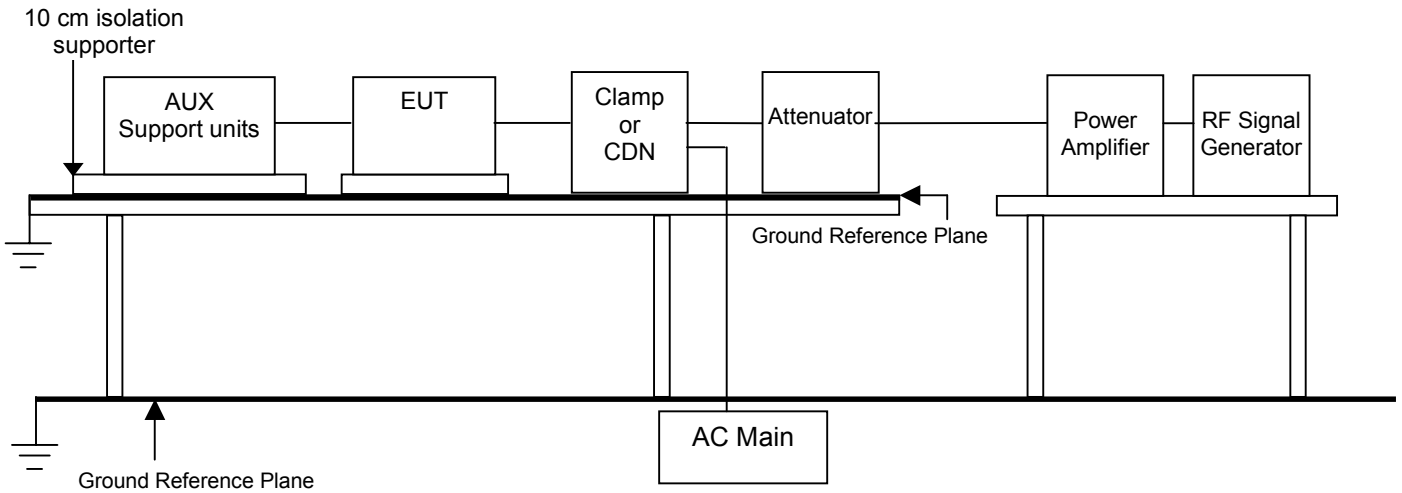 10 cm isolation
supporter
AUX
Support units
EUT
Clamp
or
CDN
Attenuator
Power
Amplifier
RF Signal
Generator
Ground Reference Plane
AC Main
Ground Reference Plane